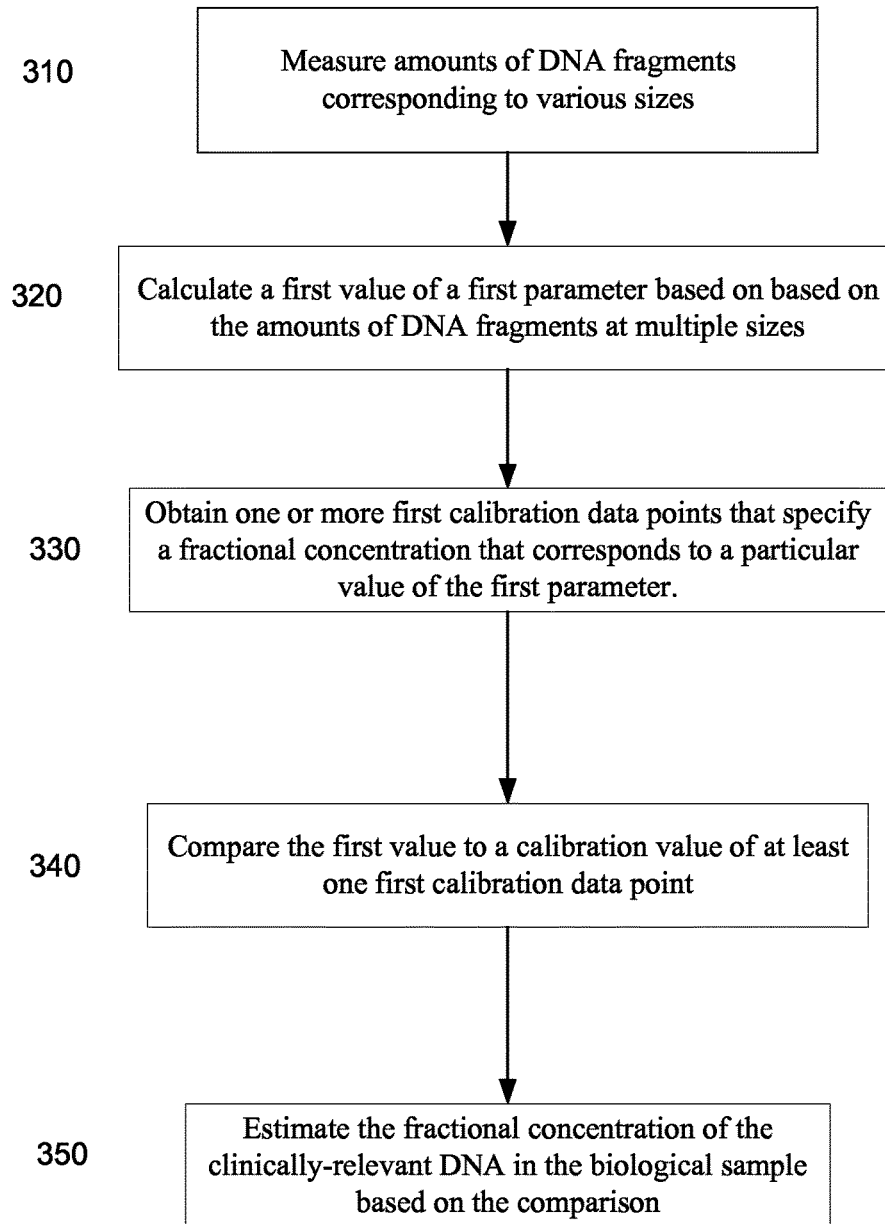 310
Measure amounts of DNA fragments
corresponding to various sizes
320
Calculate a first value of a first parameter based on based on
the amounts of DNA fragments at multiple sizes
330
Obtain one or more first calibration data points that specify
a fractional concentration that corresponds to a particular
value of the first parameter.
340
Compare the first value to a calibration value of at least
one first calibration data point
350
Estimate the fractional concentration of the
clinically-relevant DNA in the biological sample
based on the comparison